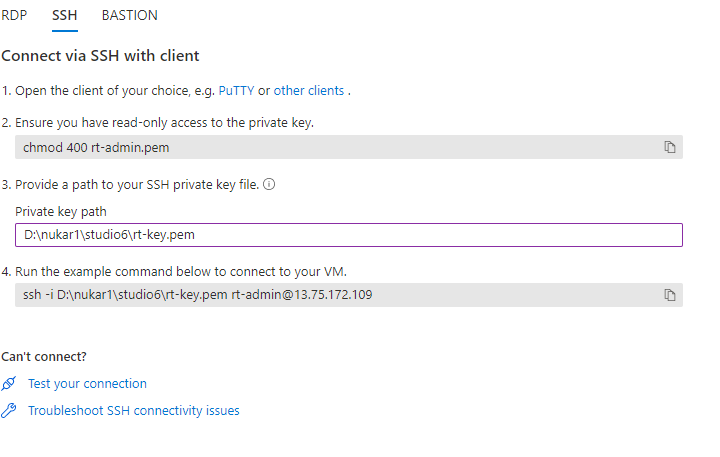 RDP SSH BASTION
Connect via SSH with client
1. Open the client of your choice, e.g. PuTTY or other clients .
2. Ensure you have read-only access to the private key.
chmod 400 rt-admin.pem
3. Provide a path to your SSH private key file.
Private key path
D:\nukar1\studio6\rt-key.pem
4. Run the example command below to connect to your VM.
ssh -i D:\nukar1\studio6\rt-key.pem rt-admin@13.75.172.109
Can't connect?
Test your connection
Troubleshoot SSH connectivity issues